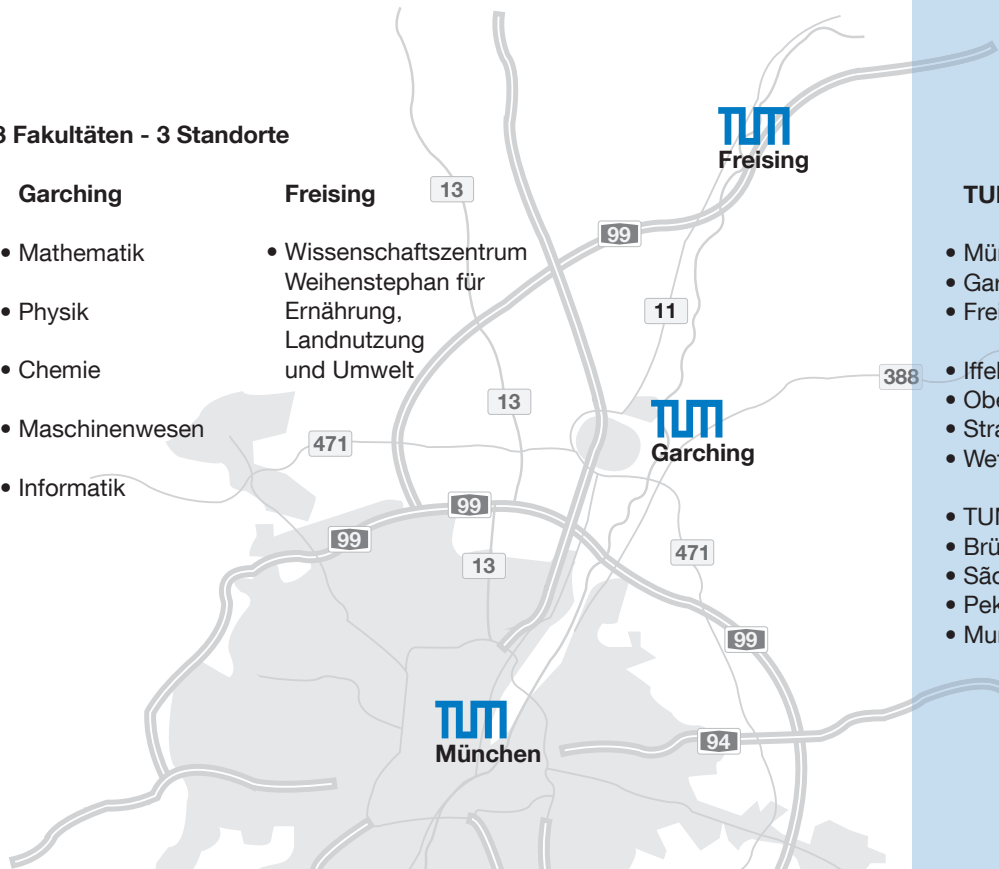 3 Fakultäten - 3 Standorte
Garching
• Mathematik
• Physik
• Chemie
• Maschinenwesen
• Informatik
Freising
• Wissenschaftszentrum
Weihenstephan für
Ernährung,
Landnutzung
und Umwelt
TUM
Freising
13
99
11
388
13
TUM
Garching
471
99
99
13
471
99
TUM
München
94